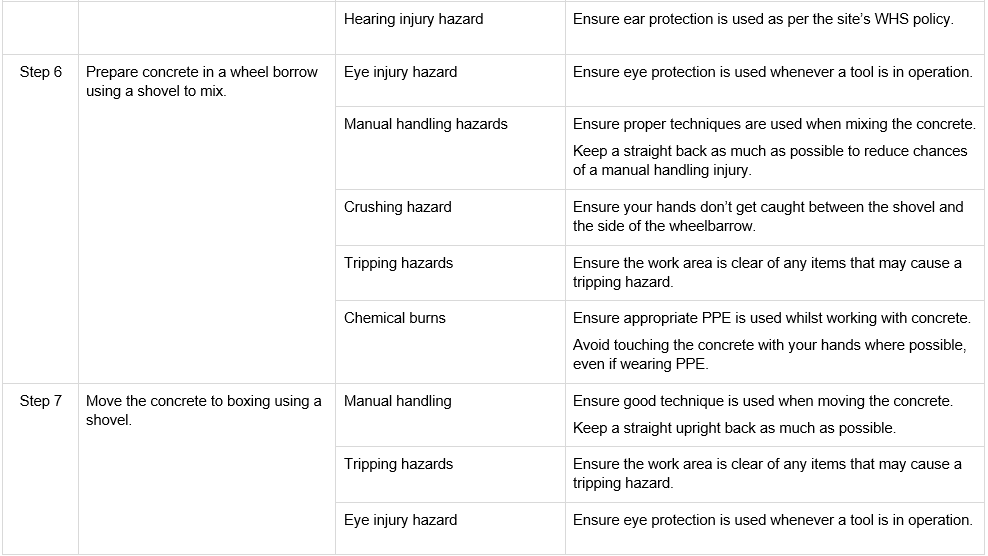 Hearing injury hazard
Ensure ear protection is used as per the site's WHS policy.
Step 6
Prepare concrete in a wheel borrow
using a shovel to mix.
Eye injury hazard
Ensure eye protection is used whenever a tool is in operation.
Manual handling hazards
Ensure proper techniques are used when mixing the concrete.
Keep a straight back as much as possible to reduce chances
of a manual handling injury.
Crushing hazard
Ensure your hands don't get caught between the shovel and
the side of the wheelbarrow.
Tripping hazards
Ensure the work area is clear of any items that may cause a
tripping hazard.
Chemical burns
Ensure appropriate PPE is used whilst working with concrete.
Avoid touching the concrete with your hands where possible,
even if wearing PPE.
Step 7
Move the concrete to boxing using a
shovel.
Manual handling
Ensure good technique is used when moving the concrete.
Keep a straight upright back as much as possible.
Tripping hazards
Ensure the work area is clear of any items that may cause a
tripping hazard.
Eye injury hazard
Ensure eye protection is used whenever a tool is in operation.